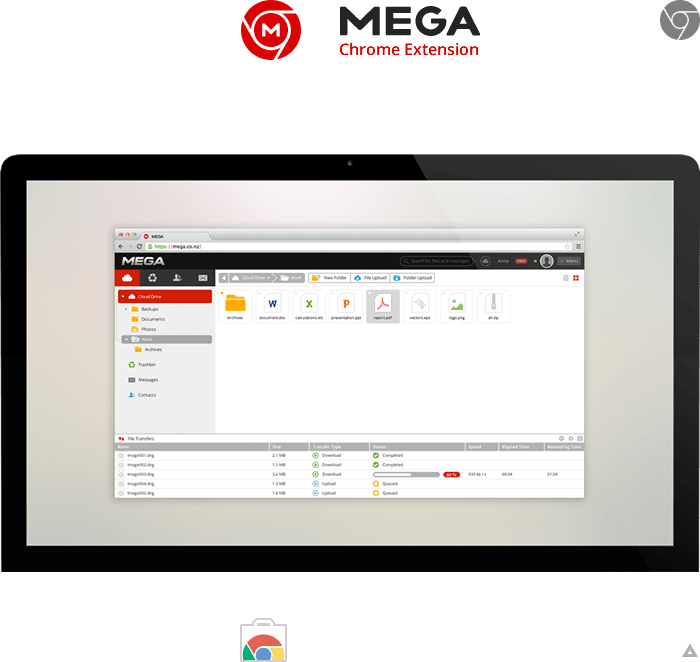 MEGA
Chrome Extension
MEGA
https://mega.co.nz/
MEGA
Search for files and messages
Anna
PRO
Menu
Cloud Drive
Work
New Folder
File Upload
Folder Upload
Cloud Drive
Backups
Documents
Photos
Work
Archives
Trashbin
Messages
Contacts
Archives
document.doc
calculations.xls
presentation.ppt
report.pdf
vectors.eps
logo.png
all.zip
File Transfers
Name Size Transfer Type Status Speed Elapsed Time Remaining Time
Image001.dng 2.1 MB Download Completed
Image002.dng 1.3 MB Download Completed
Image003.dng 3.2 MB Download 60 % 930 kb / s 00:04 01:09
Image004.dng 1.3 MB Upload Queued
Image005.dng 1.8 MB Upload Queued